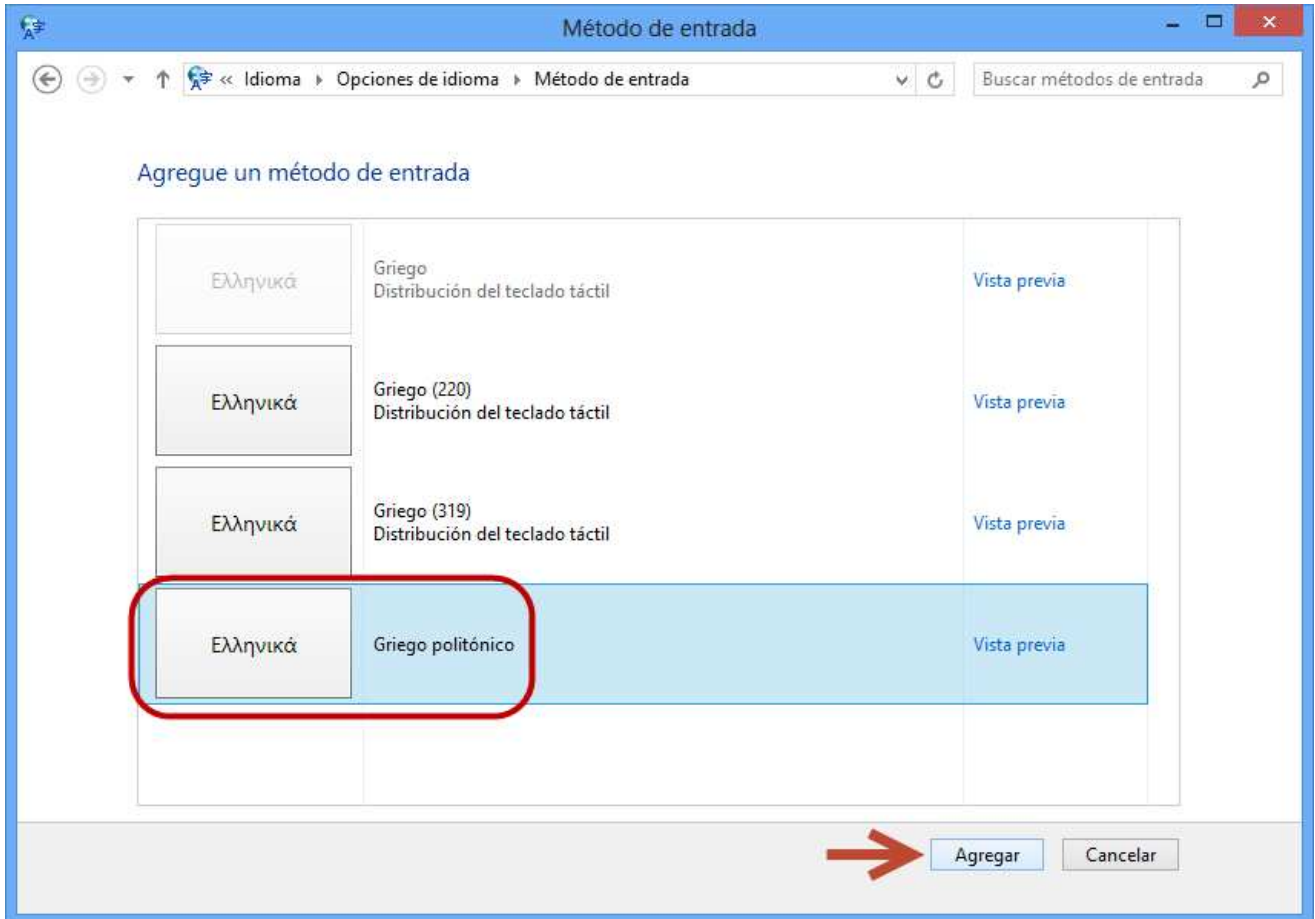 Método de entrada
« Idioma ▸ Opciones de idioma ▸ Método de entrada
Buscar métodos de entrada
Agregue un método de entrada
Ελληνικά
Griego
Distribución del teclado táctil
Vista previa
Ελληνικά
Griego (220)
Distribución del teclado táctil
Vista previa
Ελληνικά
Griego (319)
Distribución del teclado táctil
Vista previa
Ελληνικά
Griego politónico
Vista previa
Agregar
Cancelar